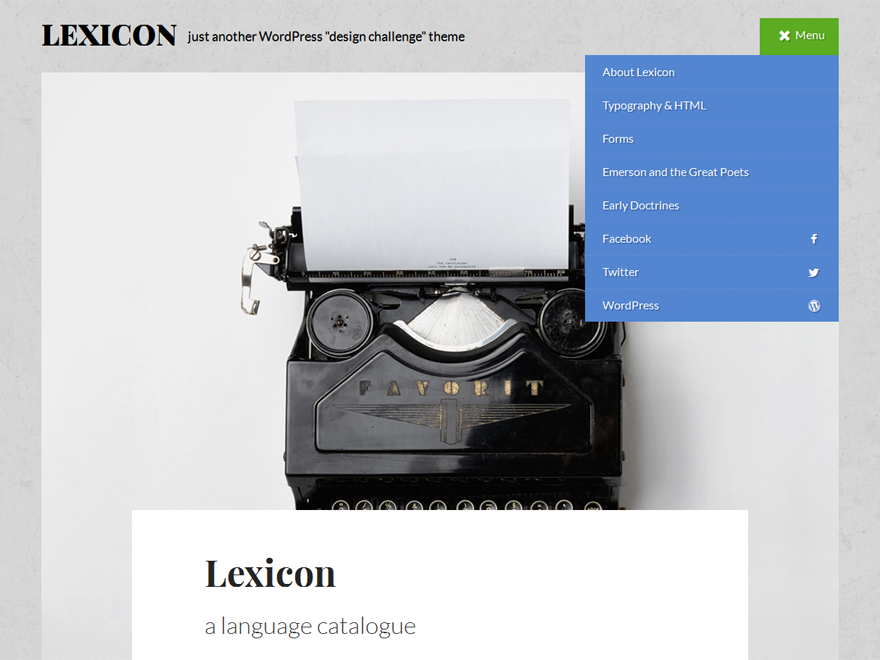 LEXICON just another WordPress "design challenge" theme
Menu
About Lexicon
Typography & HTML
Forms
Emerson and the Great Poets
Early Doctrines
Facebook
Twitter
WordPress
FAVORIT
Lexicon
a language catalogue